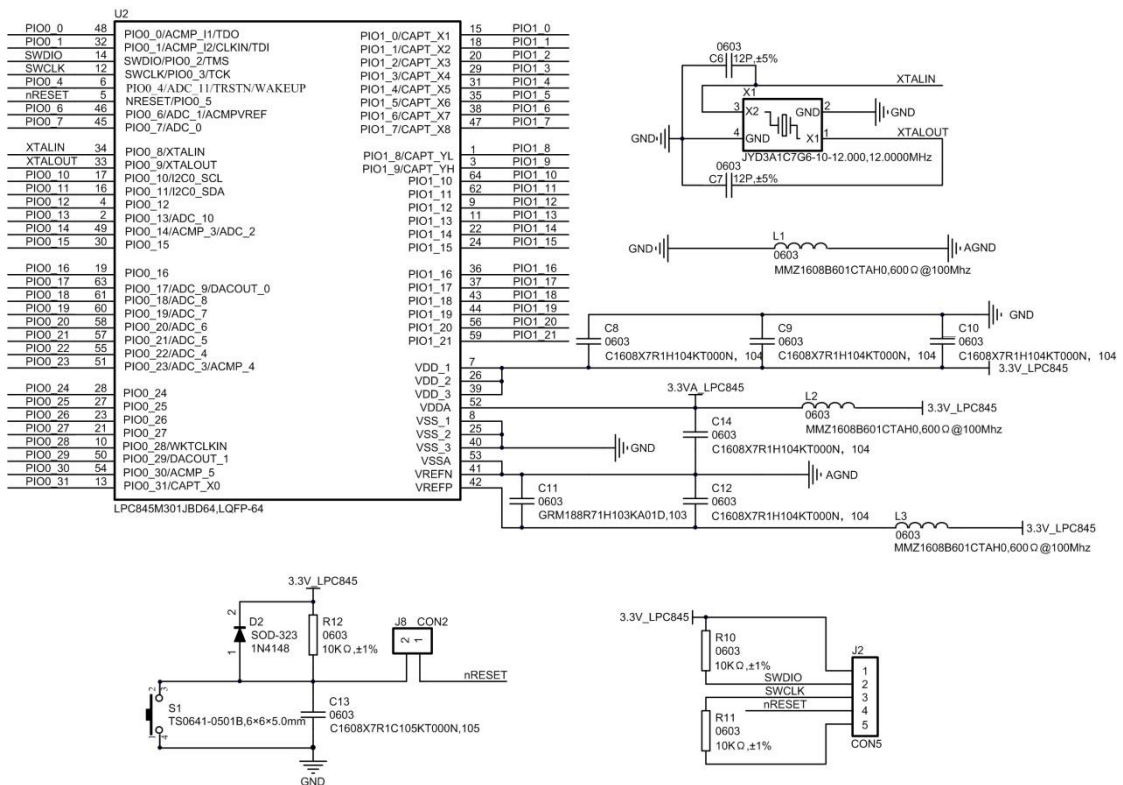 U2
PIO0_0 48 PIO0_0/ACMP_I1/TDO PIO1_0/CAPT_X1 15 PIO1_0
PIO0_1 32 PIO0_1/ACMP_I2/CLKIN/TDI PIO1_1/CAPT_X2 18 PIO1_1
SWDIO 14 SWDIO/PIO0_2/TMS PIO1_2/CAPT_X3 20 PIO1_2
SWCLK 12 SWCLK/PIO0_3/TCK PIO1_3/CAPT_X4 29 PIO1_3
PIO0_4 6 PIO0_4/ADC_11/TRSTN/WAKEUP PIO1_4/CAPT_X5 31 PIO1_4
nRESET 5 NRESET/PIO0_5 PIO1_5/CAPT_X6 35 PIO1_5
PIO0_6 46 PIO0_6/ADC_1/ACMPVREF PIO1_6/CAPT_X7 38 PIO1_6
PIO0_7 45 PIO0_7/ADC_0 PIO1_7/CAPT_X8 47 PIO1_7
XTALIN 34 PIO0_8/XTALIN PIO1_8/CAPT_YL 1 PIO1_8
XTALOUT 33 PIO0_9/XTALOUT PIO1_9/CAPT_YH 3 PIO1_9
PIO0_10 17 PIO0_10/I2C0_SCL PIO1_10 64 PIO1_10
PIO0_11 16 PIO0_11/I2C0_SDA PIO1_11 62 PIO1_11
PIO0_12 4 PIO0_12 PIO1_12 9 PIO1_12
PIO0_13 2 PIO0_13/ADC_10 PIO1_13 11 PIO1_13
PIO0_14 49 PIO0_14/ACMP_3/ADC_2 PIO1_14 22 PIO1_14
PIO0_15 30 PIO0_15 PIO1_15 24 PIO1_15
PIO0_16 19 PIO0_16 PIO1_16 36 PIO1_16
PIO0_17 63 PIO0_17/ADC_9/DACOUT_0 PIO1_17 37 PIO1_17
PIO0_18 61 PIO0_18/ADC_8 PIO1_18 43 PIO1_18
PIO0_19 60 PIO0_19/ADC_7 PIO1_19 44 PIO1_19
PIO0_20 58 PIO0_20/ADC_6 PIO1_20 56 PIO1_20
PIO0_21 57 PIO0_21/ADC_5 PIO1_21 59 PIO1_21
PIO0_22 55 PIO0_22/ADC_4
PIO0_23 51 PIO0_23/ADC_3/ACMP_4 VDD_1 7
VDD_2 26
PIO0_24 28 PIO0_24 VDD_3 39
PIO0_25 27 PIO0_25 VDDA 52
PIO0_26 23 PIO0_26 VSS_1 8
PIO0_27 21 PIO0_27 VSS_2 25
PIO0_28 10 PIO0_28/WKTCLKIN VSS_3 40
PIO0_29 50 PIO0_29/DACOUT_1 VSSA 53
PIO0_30 54 PIO0_30/ACMP_5 VREFN 41
PIO0_31 13 PIO0_31/CAPT_X0 VREFP 42
LPC845M301JBD64,LQFP-64
0603
C6 12P,±5%
XTALIN
X1
3 X2 GND 2 GND
GND 4 GND X1 1 XTALOUT
JYD3A1C7G6-10-12.000,12.0000MHz
0603
C7 12P,±5%
L1
GND 0603 AGND
MMZ1608B601CTAH0,600Ω@100Mhz
GND
C8 C9 C10
0603 0603 0603
C1608X7R1H104KT000N, 104 C1608X7R1H104KT000N, 104 C1608X7R1H104KT000N, 104
3.3V_LPC845
3.3VA_LPC845
L2
0603 3.3V_LPC845
MMZ1608B601CTAH0,600Ω@100Mhz
C14
0603
C1608X7R1H104KT000N, 104
GND
AGND
C11 C12
0603 0603
GRM188R71H103KA01D,103 C1608X7R1H104KT000N, 104
L3
0603 3.3V_LPC845
MMZ1608B601CTAH0,600Ω@100Mhz
3.3V_LPC845
2 D2 1
SOD-323
1N4148
R12
0603
10KΩ,±1%
J8 CON2
2 1
nRESET
2 3
S1
TS0641-0501B,6×6×5.0mm
1 4
C13
0603
C1608X7R1C105KT000N,105
GND
3.3V_LPC845
R10
0603
10KΩ,±1%
J2
1
SWDIO 2
SWCLK 3
nRESET 4
5
R11
0603
10KΩ,±1%
CON5